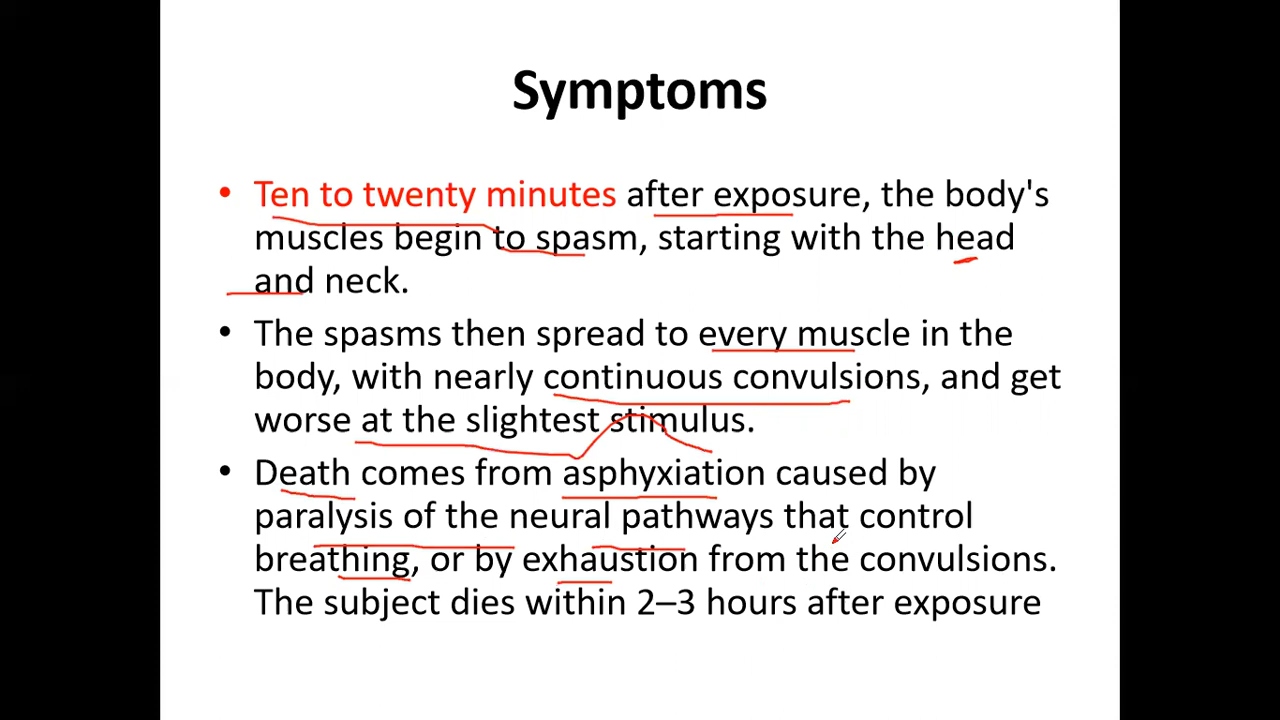 Symptoms
• Ten to twenty minutes after exposure, the body's
muscles begin to spasm, starting with the head
and neck.
• The spasms then spread to every muscle in the
body, with nearly continuous convulsions, and get
worse at the slightest stimulus.
• Death comes from asphyxiation caused by
paralysis of the neural pathways that control
breathing, or by exhaustion from the convulsions.
The subject dies within 2–3 hours after exposure